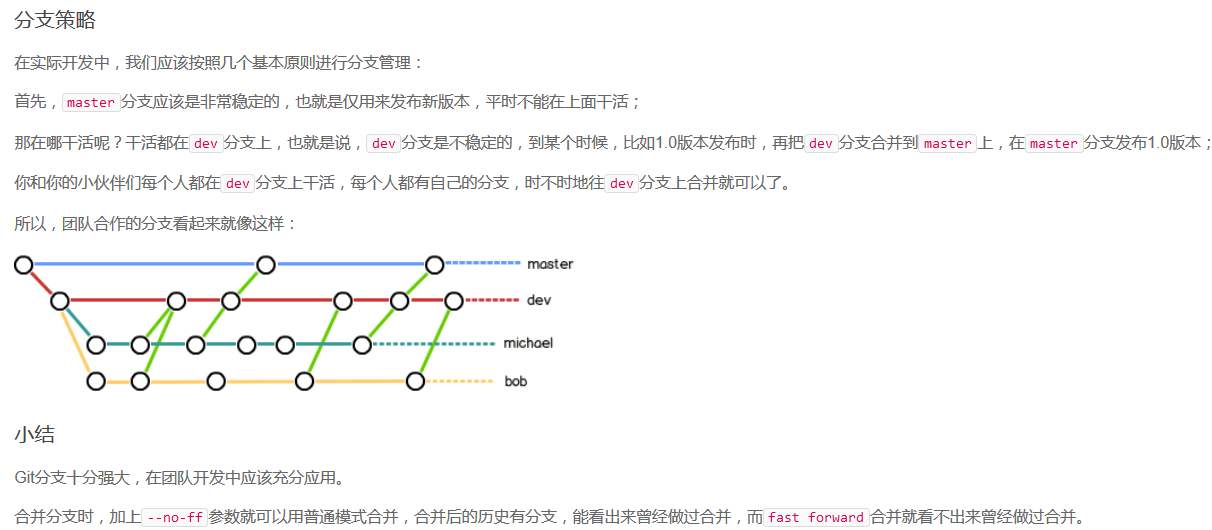 分支策略
在实际开发中，我们应该按照几个基本原则进行分支管理：
首先，master分支应该是非常稳定的，也就是仅用来发布新版本，平时不能在上面干活；
那在哪干活呢？干活都在dev分支上，也就是说，dev分支是不稳定的，到某个时候，比如1.0版本发布时，再把dev分支合并到master上，在master分支发布1.0版本；
你和你的小伙伴们每个人都在dev分支上干活，每个人都有自己的分支，时不时地往dev分支上合并就可以了。
所以，团队合作的分支看起来就像这样：
master
dev
michael
bob
小结
Git分支十分强大，在团队开发中应该充分应用。
合并分支时，加上--no-ff参数就可以用普通模式合并，合并后的历史有分支，能看出来曾经做过合并，而fast forward合并就看不出来曾经做过合并。